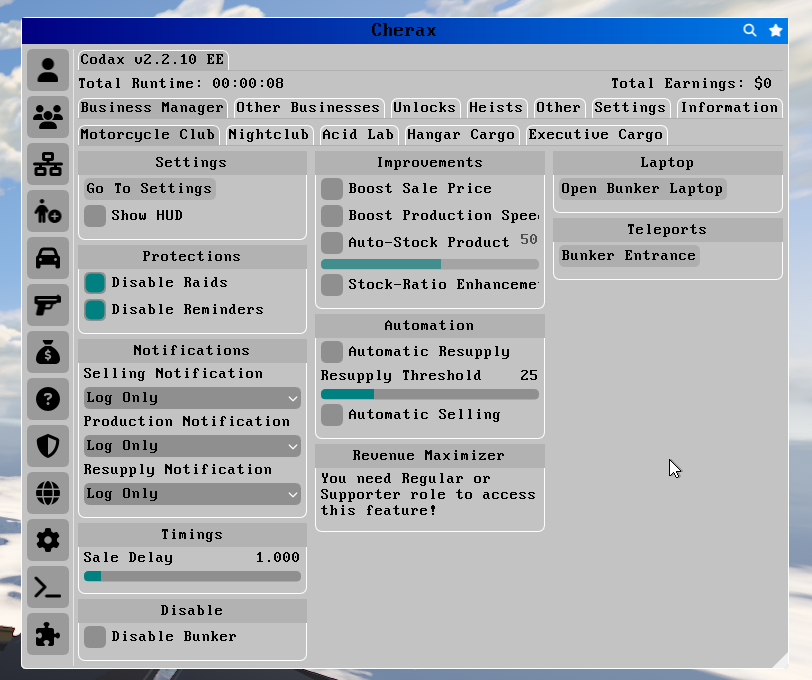 Cherax
Codax v2.2.10 EE
Total Runtime: 00:00:08
Total Earnings: $0
Business Manager
Other Businesses
Unlocks
Heists
Other
Settings
Information
Motorcycle Club
Nightclub
Acid Lab
Hangar Cargo
Executive Cargo
Settings
Go To Settings
Show HUD
Protections
Disable Raids
Disable Reminders
Notifications
Selling Notification
Log Only
Production Notification
Log Only
Resupply Notification
Log Only
Timings
Sale Delay 1.000
Disable
Disable Bunker
Improvements
Boost Sale Price
Boost Production Spee
Auto-Stock Product 50
Stock-Ratio Enhanceme
Automation
Automatic Resupply
Resupply Threshold 25
Automatic Selling
Revenue Maximizer
You need Regular or
Supporter role to access
this feature!
Laptop
Open Bunker Laptop
Teleports
Bunker Entrance